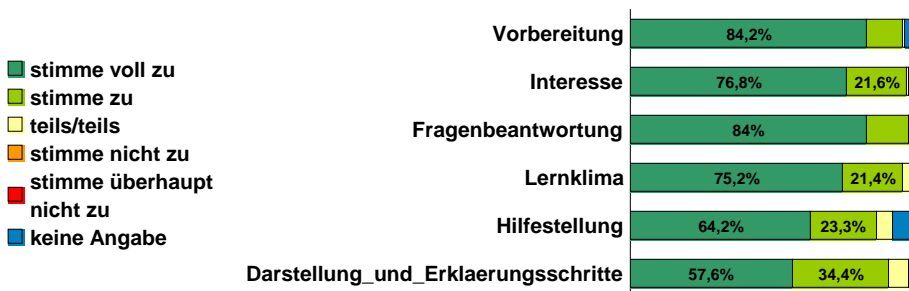 stimme voll zu
stimme zu
teils/teils
stimme nicht zu
stimme überhaupt
nicht zu
keine Angabe
Vorbereitung 84,2%
Interesse 76,8% 21,6%
Fragenbeantwortung 84%
Lernklima 75,2% 21,4%
Hilfestellung 64,2% 23,3%
Darstellung_und_Erklaerungsschritte 57,6% 34,4%